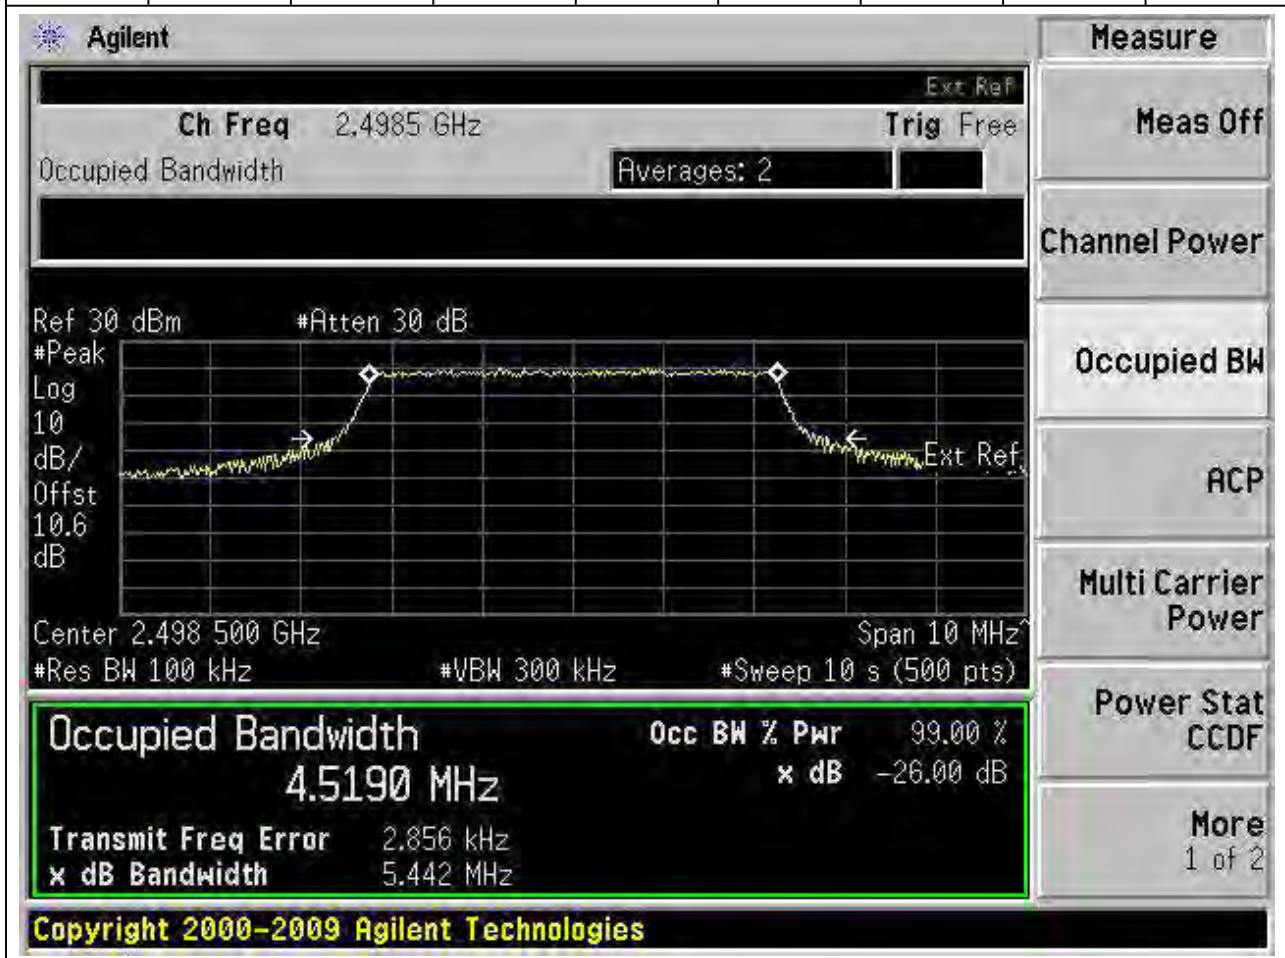 Agilent
Measure
Ext Ref
Ch Freq 2.4985 GHz Trig Free
Meas Off
Occupied Bandwidth Averages: 2
Channel Power
Ref 30 dBm #Atten 30 dB
#Peak
Log
10
dB/
Offst
10.6
dB
Ext Ref
Occupied BW
ACP
Center 2.498 500 GHz Span 10 MHz^
#Res BW 100 kHz #VBW 300 kHz #Sweep 10 s (500 pts)
Multi Carrier
Power
Occupied Bandwidth Occ BW % Pwr 99.00 %
4.5190 MHz x dB -26.00 dB
Power Stat
CCDF
Transmit Freq Error 2.856 kHz
x dB Bandwidth 5.442 MHz
More
1 of 2
Copyright 2000-2009 Agilent Technologies